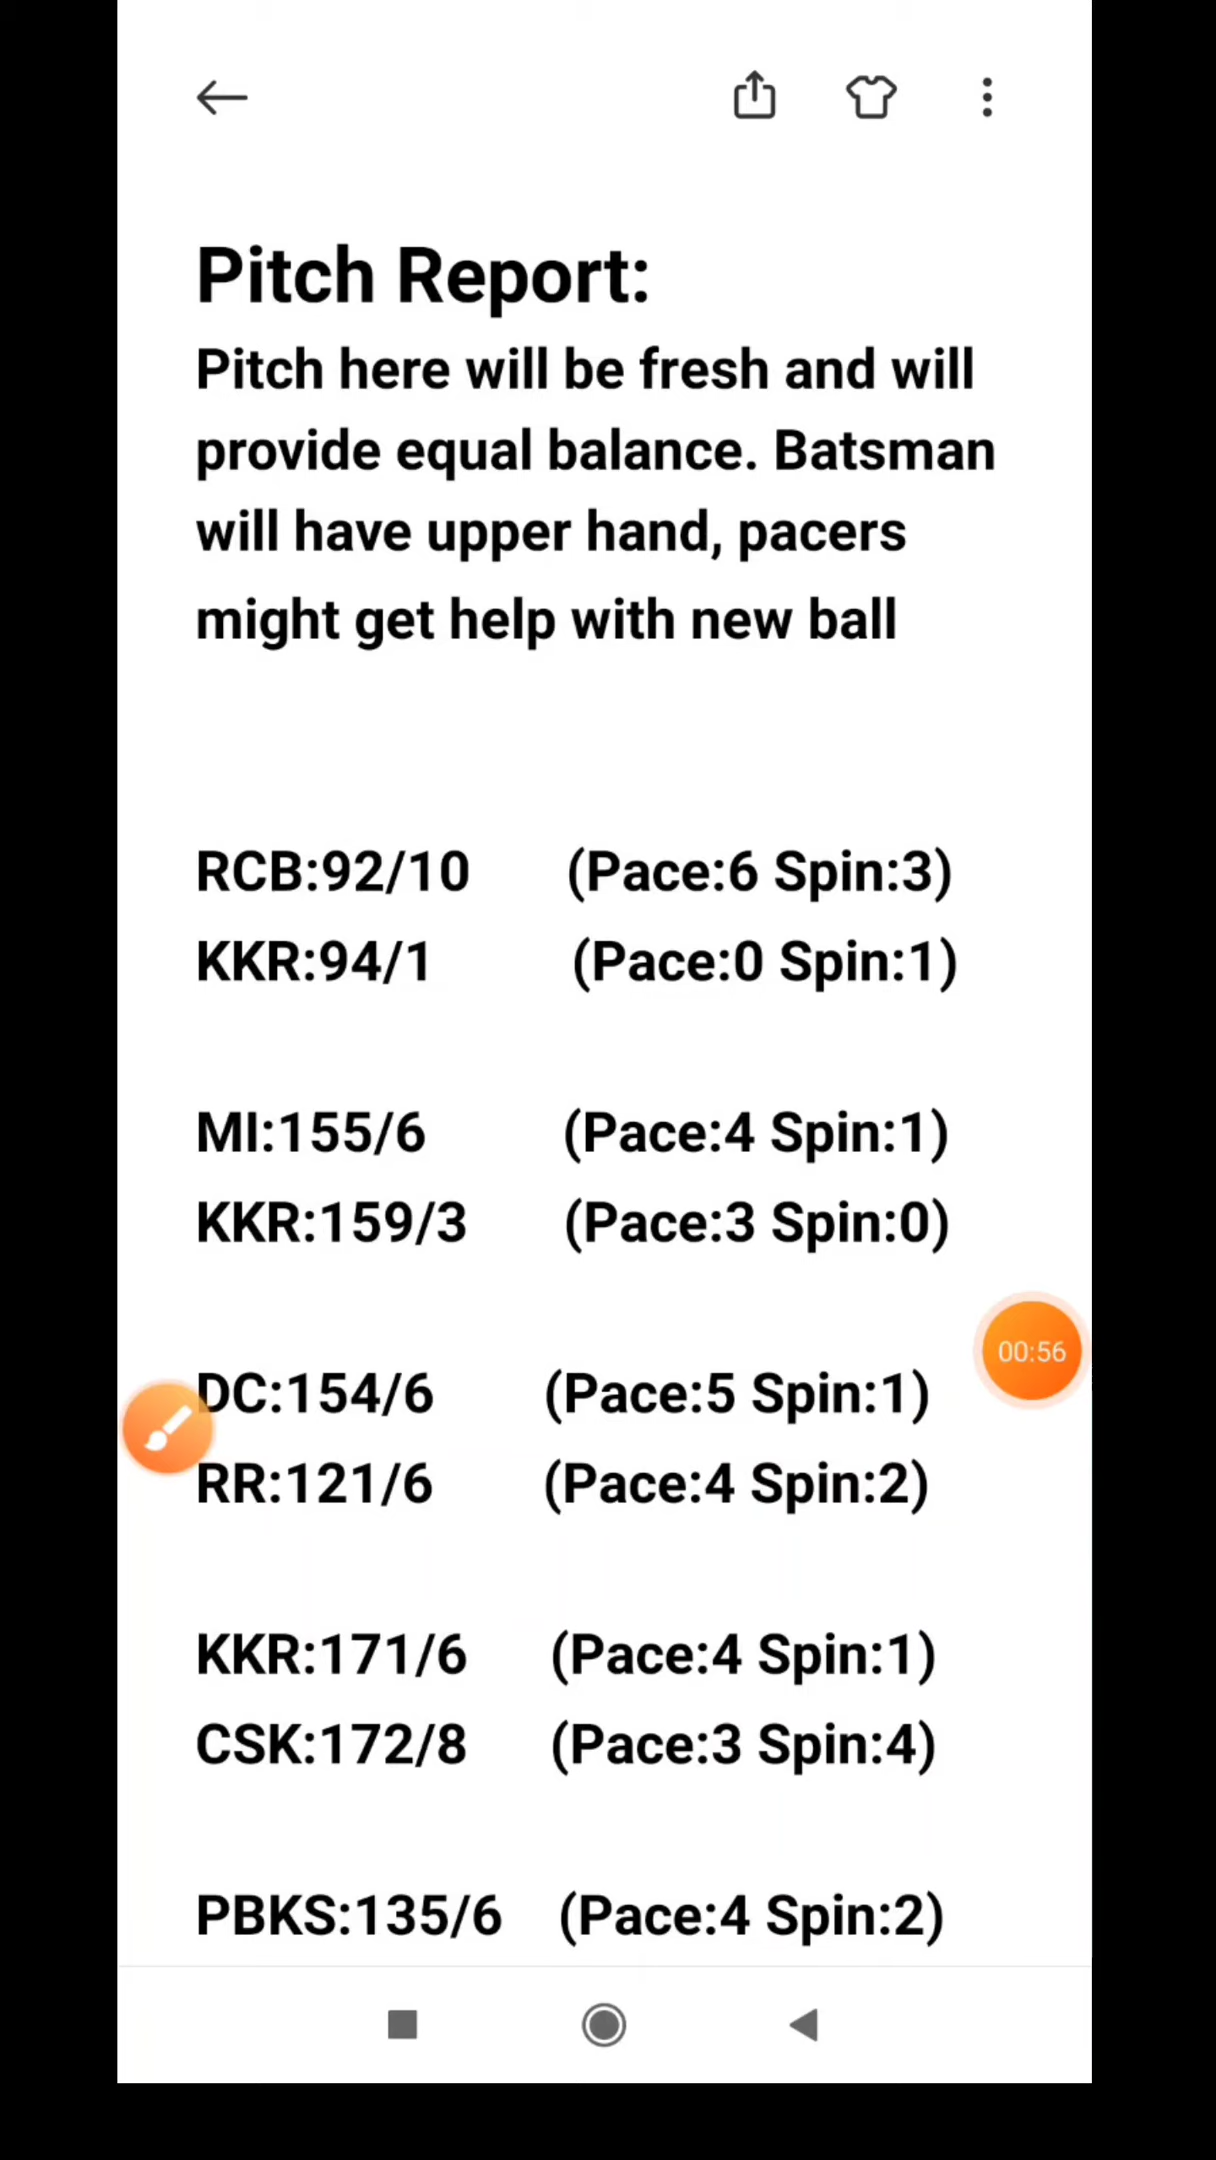 Pitch Report:
Pitch here will be fresh and will
provide equal balance. Batsman
will have upper hand, pacers
might get help with new ball
RCB:92/10 (Pace:6 Spin:3)
KKR:94/1 (Pace:0 Spin:1)
MI:155/6 (Pace:4 Spin:1)
KKR:159/3 (Pace:3 Spin:0)
00:56
DC:154/6 (Pace:5 Spin:1)
RR:121/6 (Pace:4 Spin:2)
KKR:171/6 (Pace:4 Spin:1)
CSK:172/8 (Pace:3 Spin:4)
PBKS:135/6 (Pace:4 Spin:2)